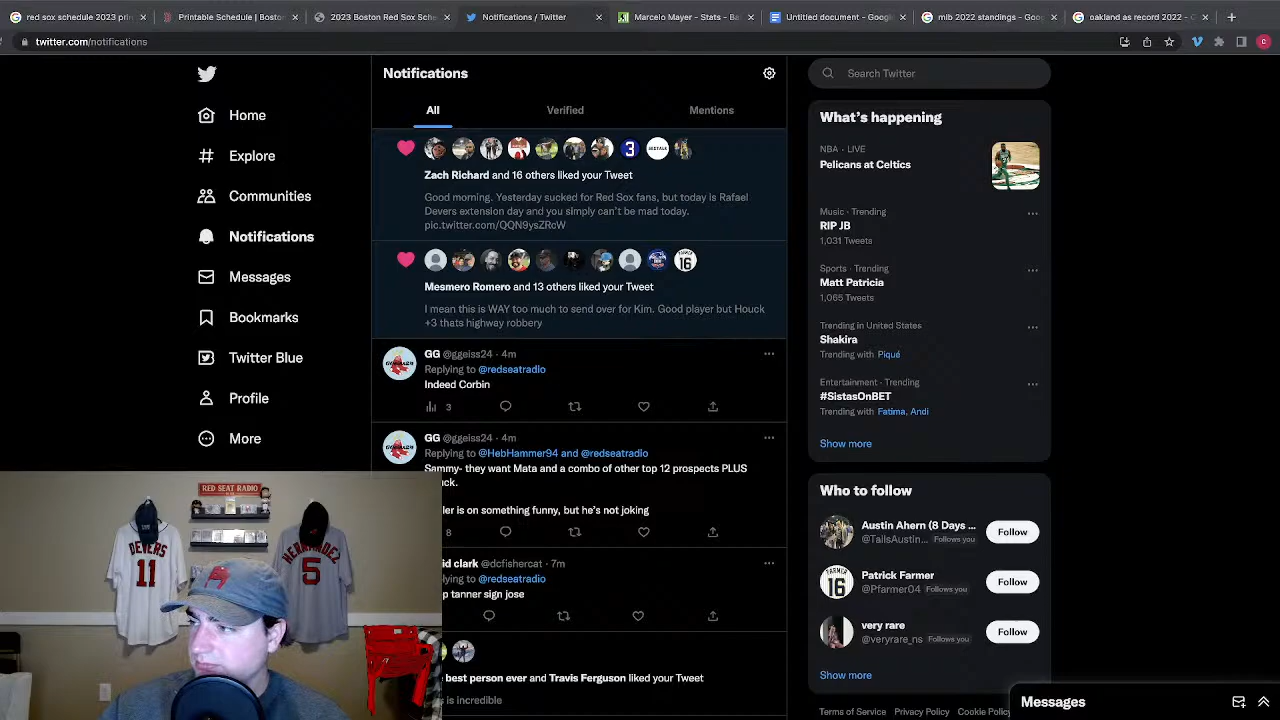 red sox schedule 2023 prin
Printable Schedule | Boston
2023 Boston Red Sox Sche
Notifications / Twitter
Marcelo Mayer - Stats - Ba
Untitled document - Google
mlb 2022 standings - Goo
oakland as record 2022 - G
twitter.com/notifications
Notifications
Search Twitter
Home
Explore
Communities
Notifications
Messages
Bookmarks
Twitter Blue
Profile
More
All
Verified
Mentions
Zach Richard and 16 others liked your Tweet
Good morning. Yesterday sucked for Red Sox fans, but today is Rafael
Devers extension day and you simply can't be mad today.
pic.twitter.com/QQN9ysZRcW
3
16
Mesmero Romero and 13 others liked your Tweet
I mean this is WAY too much to send over for Kim. Good player but Houck
+3 thats highway robbery
GG @ggeiss24 · 4m
Replying to @redseatradio
Indeed Corbin
3
GG @ggeiss24 · 4m
Replying to @HebHammer94 and @redseatradio
Sammy- they want Mata and a combo of other top 12 prospects PLUS
uck.
ler is on something funny, but he's not joking
8
id clark @dcfishercat · 7m
lying to @redseatradio
p tanner sign jose
best person ever and Travis Ferguson liked your Tweet
s is incredible
What's happening
NBA · LIVE
Pelicans at Celtics
Music · Trending
RIP JB
1,031 Tweets
Sports · Trending
Matt Patricia
1,065 Tweets
Trending in United States
Shakira
Trending with Piqué
Entertainment · Trending
#SistasOnBET
Trending with Fatima, Andi
Show more
Who to follow
Austin Ahern (8 Days ...
@TailsAustin... Follows you
Follow
FARMER
16
Patrick Farmer
@Pfarmer04 Follows you
Follow
very rare
@veryrare_ns Follows you
Follow
Show more
Terms of Service Privacy Policy Cookie Policy
Messages
RED SEAT RADIO
DEVERS
11
HERNÁNDEZ
5